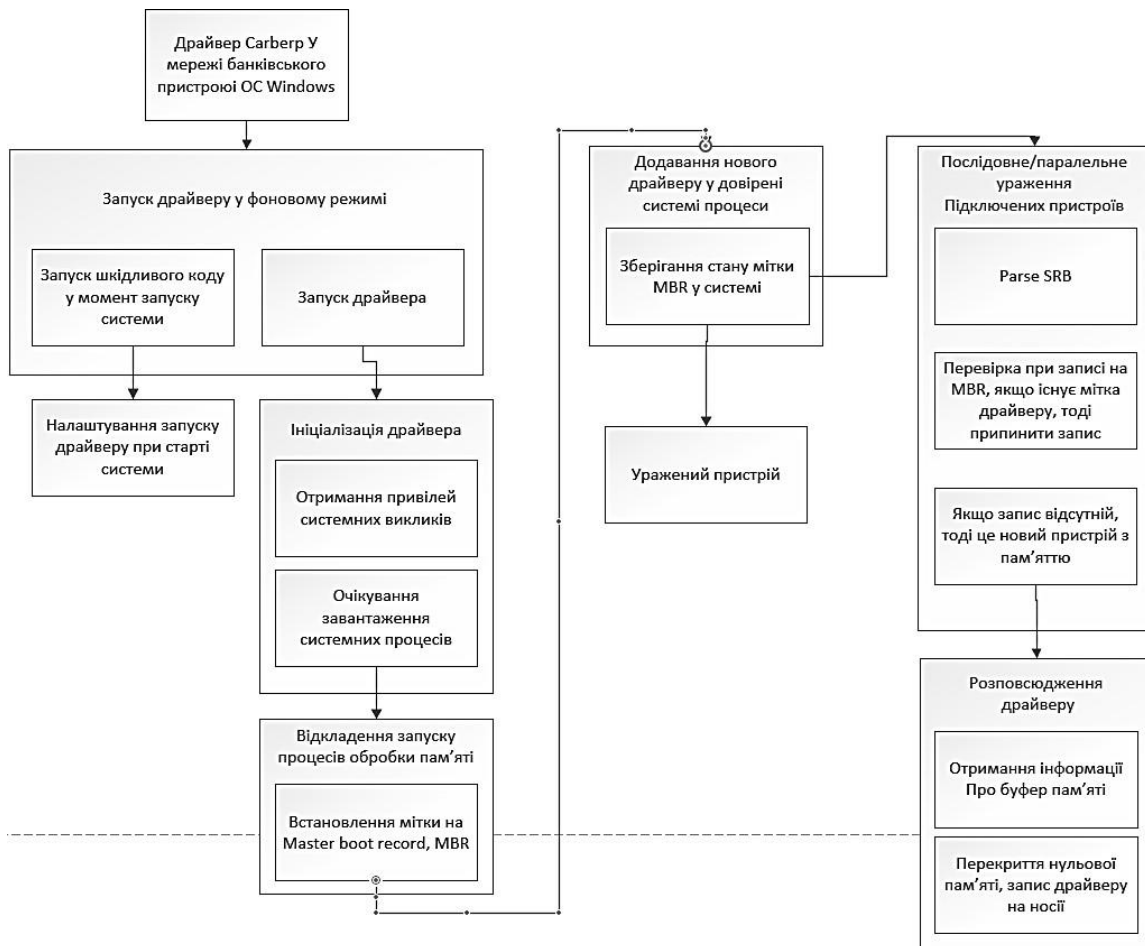 Драйвер Carberp У
мережі банківського
пристроюі ОС Windows
Запуск драйверу у фоновому режимі
Запуск шкідливого коду
у момент запуску
системи
Запуск драйвера
Налаштування запуску
драйверу при старті
системи
Ініціалізація драйвера
Отримання привілей
системних викликів
Очікування
завантаження
системних процесів
Відкладення запуску
процесів обробки пам’яті
Встановлення мітки на
Master boot record, MBR
Додавання нового
драйверу у довірені
системі процеси
Зберігання стану мітки
MBR у системі
Уражений пристрій
Послідовне/паралельне
ураження
Підключених пристроїв
Parse SRB
Перевірка при записі на
MBR, якщо існує мітка
драйверу, тоді
припинити запис
Якщо запис відсутній,
тоді це новий пристрій з
пам’яттю
Розповсюдження
драйверу
Отримання інформації
Про буфер пам’яті
Перекриття нульової
пам’яті, запис драйверу
на носії